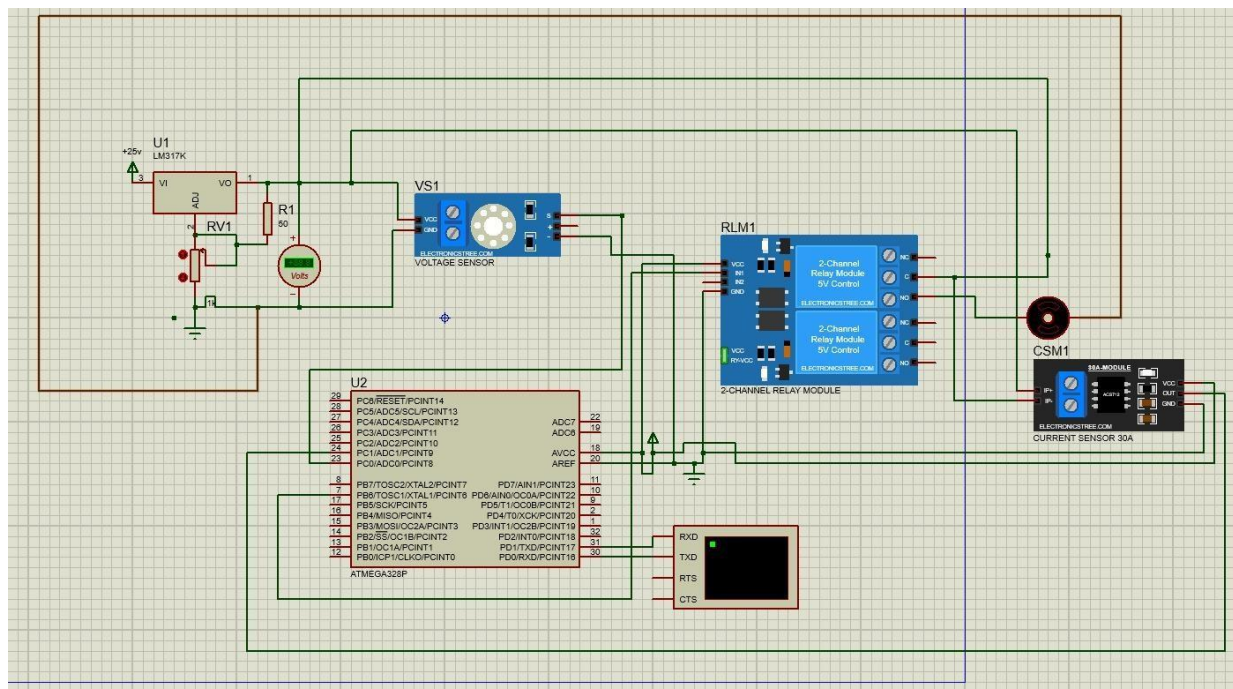 +25v
U1
LM317K
3
VI
VO
1
ADJ
2
RV1
1k
R1
50
+
Volts
-
VS1
VCC
GND
S
+
-
ELECTRONICSTREE.COM
VOLTAGE SENSOR
RLM1
VCC
IN1
IN2
GND
VCC
RY-VCC
2-Channel
Relay Module
5V Control
ELECTRONICSTREE.COM
NC
C
NO
2-Channel
Relay Module
5V Control
ELECTRONICSTREE.COM
NC
C
NO
2-CHANNEL RELAY MODULE
CSM1
IP+
IP-
VCC
OUT
GND
ELECTRONICSTREE.COM
CURRENT SENSOR 30A
U2
29 PC6/RESET/PCINT14
28 PC5/ADC5/SCL/PCINT13
27 PC4/ADC4/SDA/PCINT12
26 PC3/ADC3/PCINT11
25 PC2/ADC2/PCINT10
24 PC1/ADC1/PCINT9
23 PC0/ADC0/PCINT8
8 PB7/TOSC2/XTAL2/PCINT7
7 PB6/TOSC1/XTAL1/PCINT6
17 PB5/SCK/PCINT5
16 PB4/MISO/PCINT4
15 PB3/MOSI/OC2A/PCINT3
14 PB2/SS/OC1B/PCINT2
13 PB1/OC1A/PCINT1
12 PB0/ICP1/CLKO/PCINT0
ADC7 22
ADC6 19
AVCC 18
AREF 20
PD7/AIN1/PCINT23 11
PD6/AIN0/OC0A/PCINT22 10
PD5/T1/OC0B/PCINT21 9
PD4/T0/XCK/PCINT20 2
PD3/INT1/OC2B/PCINT19 1
PD2/INT0/PCINT18 32
PD1/TXD/PCINT17 31
PD0/RXD/PCINT16 30
ATMEGA328P
RXD
TXD
RTS
CTS